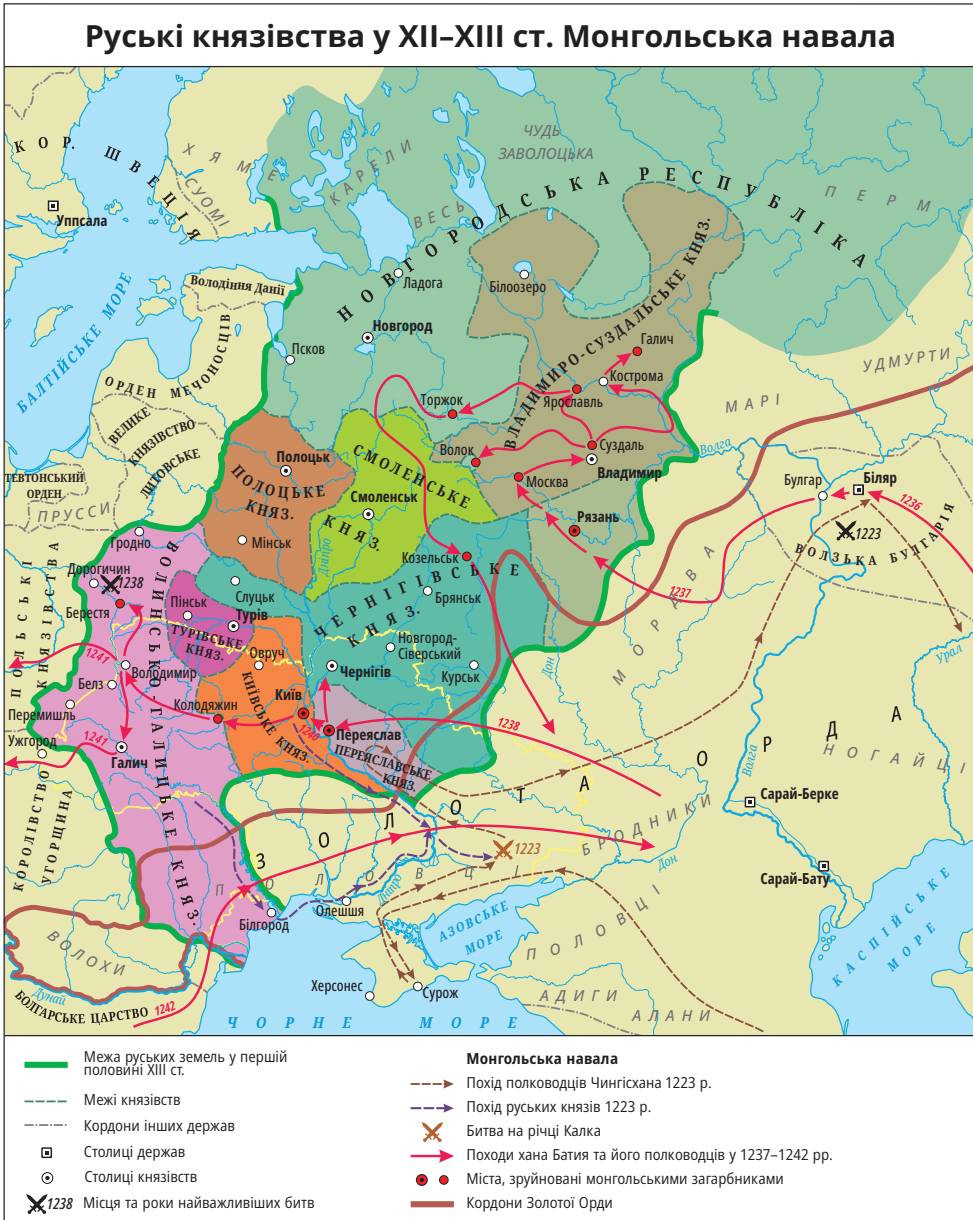 Руські князівства у XII–XIII ст. Монгольська навала
КОР. ШВЕЦІЯ
ХЯМЕ
СУОМІ
КАРЕЛИ
ЧУДЬ
ЗАВОЛОЦЬКА
ВЕСЬ
ПЕРМ
НОВГОРОДСЬКА РЕСПУБЛІКА
Уппсала
БАЛТІЙСЬКЕ МОРЕ
Володіння Данії
Ладога
Білоозеро
Новгород
Псков
ВЛАДИМИРО-СУЗДАЛЬСЬКЕ КНЯЗ.
Галич
Кострома
Ярославль
УДМУРТИ
МАРІ
ОРДЕН МЕЧОНОСЦІВ
Торжок
ВЕЛИКЕ
КНЯЗІВСТВО
ЛИТОВСЬКЕ
Волок
Суздаль
Владимир
Москва
Волга
ТЕВТОНСЬКИЙ
ОРДЕН
ПРУССИ
Полоцьк
ПОЛОЦЬКЕ
КНЯЗ.
СМОЛЕНСЬКЕ
КНЯЗ.
Смоленськ
Рязань
Булгар
Біляр
1236
1223
ВОЛЗЬКА БУЛГАРІЯ
Гродно
Мінськ
Дніпро
Козельськ
1237
МОРДВА
Дорогичин
1238
Берестя
Слуцьк
Пінськ
Турів
ТУРІВСЬКЕ
КНЯЗ.
ЧЕРНІГІВСЬКЕ
КНЯЗ.
Брянськ
Новгород-
Сіверський
Курськ
Дон
Урал
ПОЛЬСЬКІ
КНЯЗІВСТВА
ВОЛИНСЬКО-ГАЛИЦЬКЕ КНЯЗ.
1241
Володимир
Белз
Овруч
Чернігів
Перемишль
Колодяжин
Київ
КИЇВСЬКЕ КНЯЗ.
1240
Переяслав
ПЕРЕЯСЛАВСЬКЕ
КНЯЗ.
1238
Ужгород
1241
Галич
КОРОЛІВСТВО
УГОРЩИНА
ЗОЛОТА ОРДА
НОГАЙЦІ
Волга
Сарай-Берке
БРОДНИКИ
1223
Дон
Сарай-Бату
ПОЛОВЦІ
Дніпро
Олешшя
Білгород
АЗОВСЬКЕ
МОРЕ
ПОЛОВЦІ
КАСПІЙСЬКЕ
МОРЕ
ВОЛОХИ
Дунай
БОЛГАРСЬКЕ ЦАРСТВО
1242
Херсонес
Сурож
АДИГИ
АЛАНИ
ЧОРНЕ МОРЕ
Межа руських земель у першій
половині XIII ст.
Межі князівств
Кордони інших держав
Столиці держав
Столиці князівств
1238 Місця та роки найважливіших битв
Монгольська навала
Похід полководців Чингісхана 1223 р.
Похід руських князів 1223 р.
Битва на річці Калка
Походи хана Батия та його полководців у 1237–1242 рр.
Міста, зруйновані монгольськими загарбниками
Кордони Золотої Орди